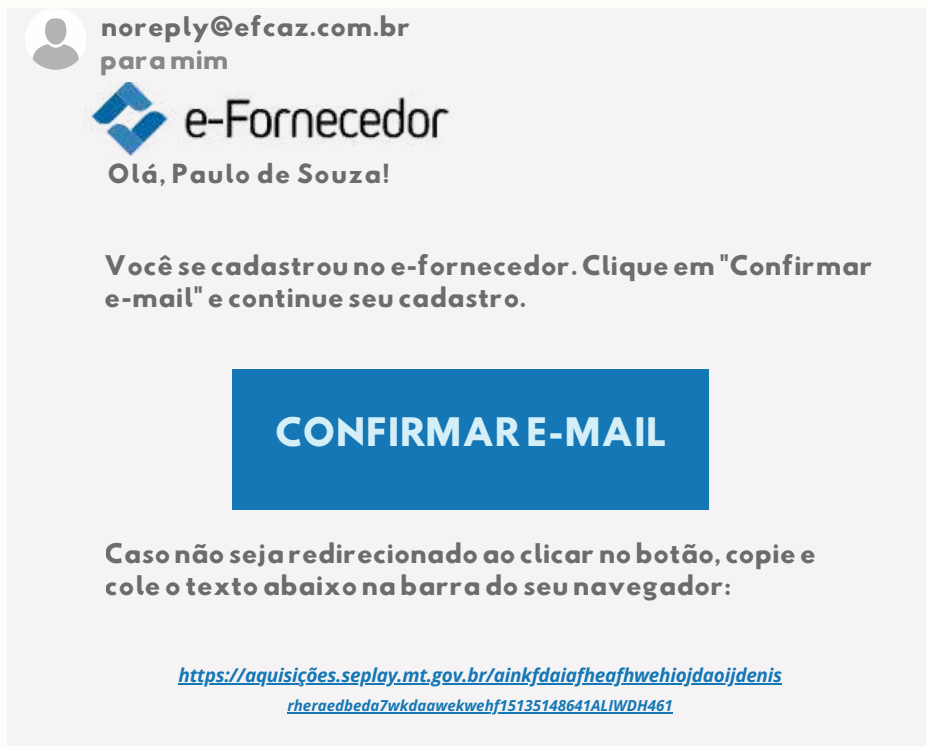 noreply@efcaz.com.br
para mim
e-Fornecedor
Olá, Paulo de Souza!
Você se cadastrou no e-fornecedor. Clique em "Confirmar
e-mail" e continue seu cadastro.
CONFIRMAR E-MAIL
Caso não seja redirecionado ao clicar no botão, copie e
cole o texto abaixo na barra do seu navegador:
https://aquisições.seplay.mt.gov.br/ainkfdaiafheafhwehiojdaoijdenis
rheraedbeda7wkdaawekwehf15135148641ALIWDH461